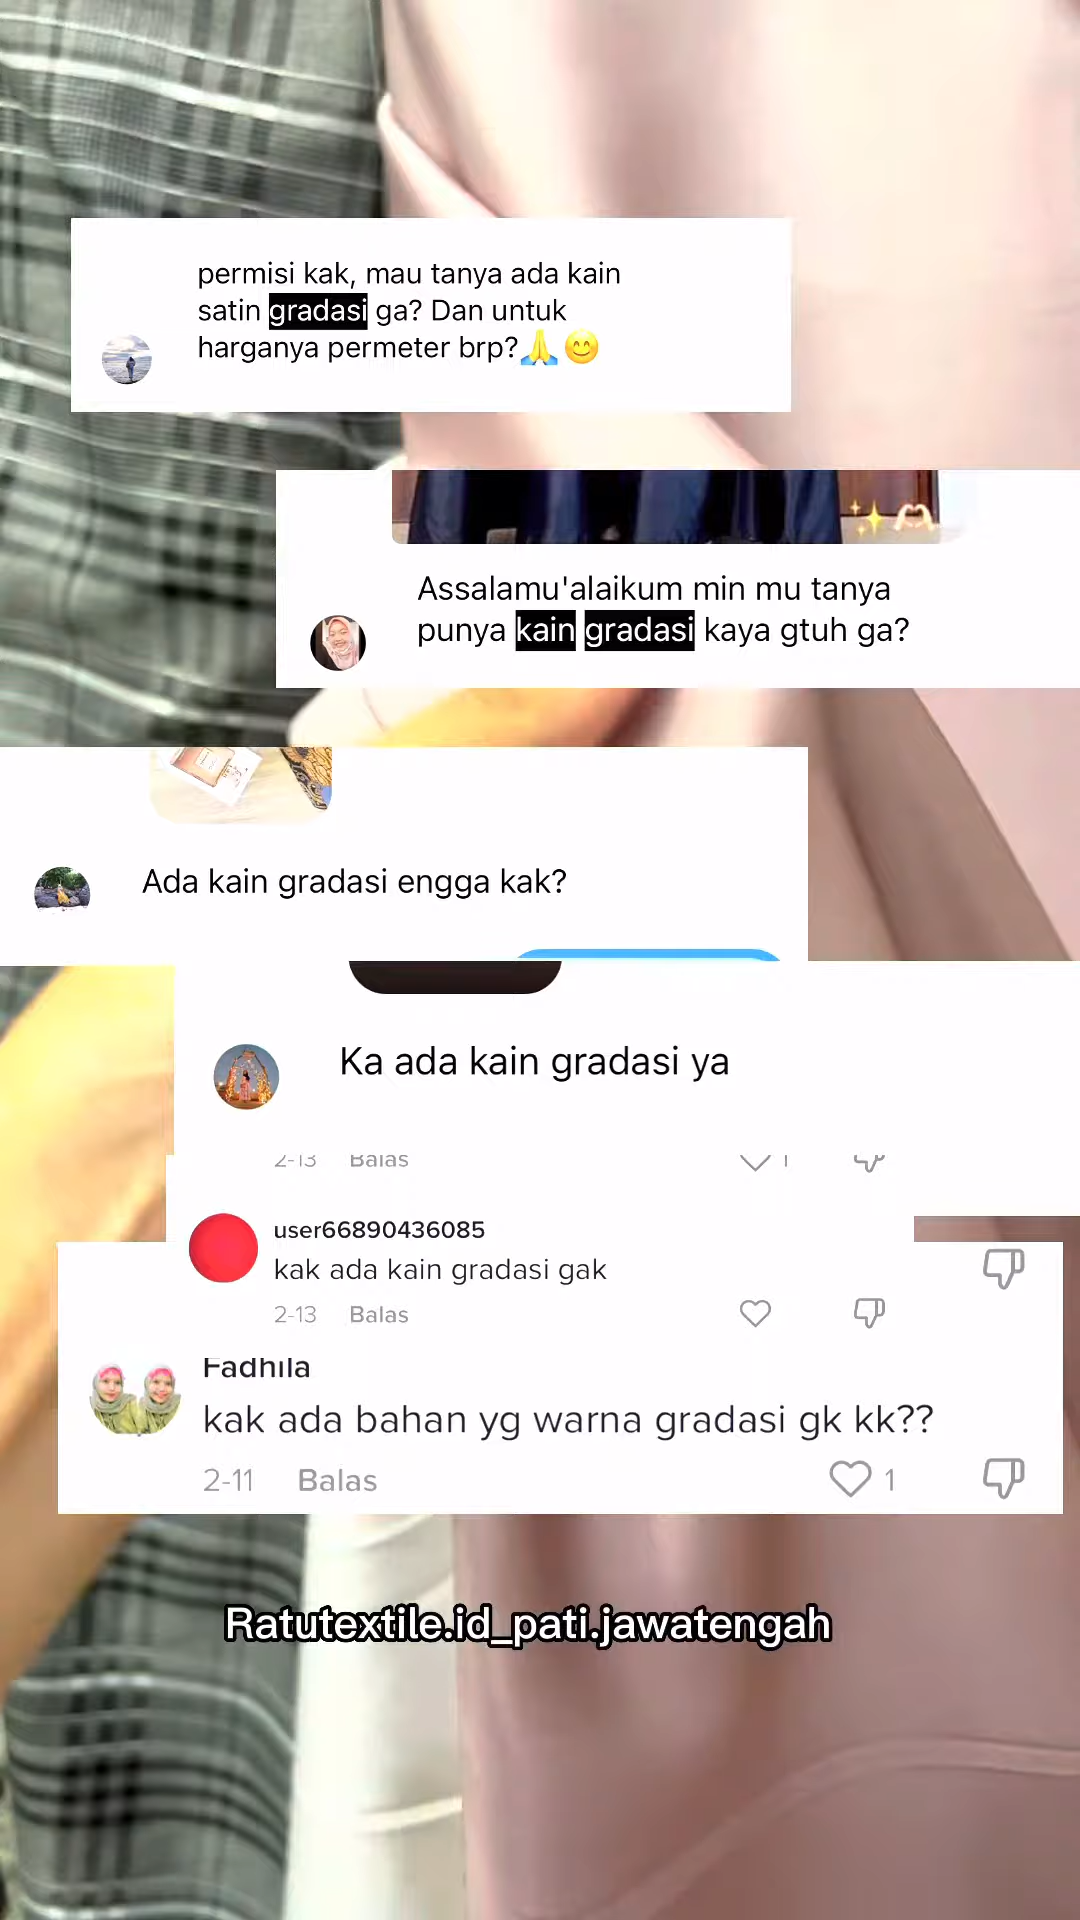 permisi kak, mau tanya ada kain
satin gradasi ga? Dan untuk
harganya permeter brp?🙏😊
Assalamu'alaikum min mu tanya
punya kain gradasi kaya gtuh ga?
Ada kain gradasi engga kak?
Ka ada kain gradasi ya
2-13 Balas 1
user66890436085
kak ada kain gradasi gak
2-13 Balas
Fadhila
kak ada bahan yg warna gradasi gk kk??
2-11 Balas 1
Ratutextile.id_pati.jawatengah